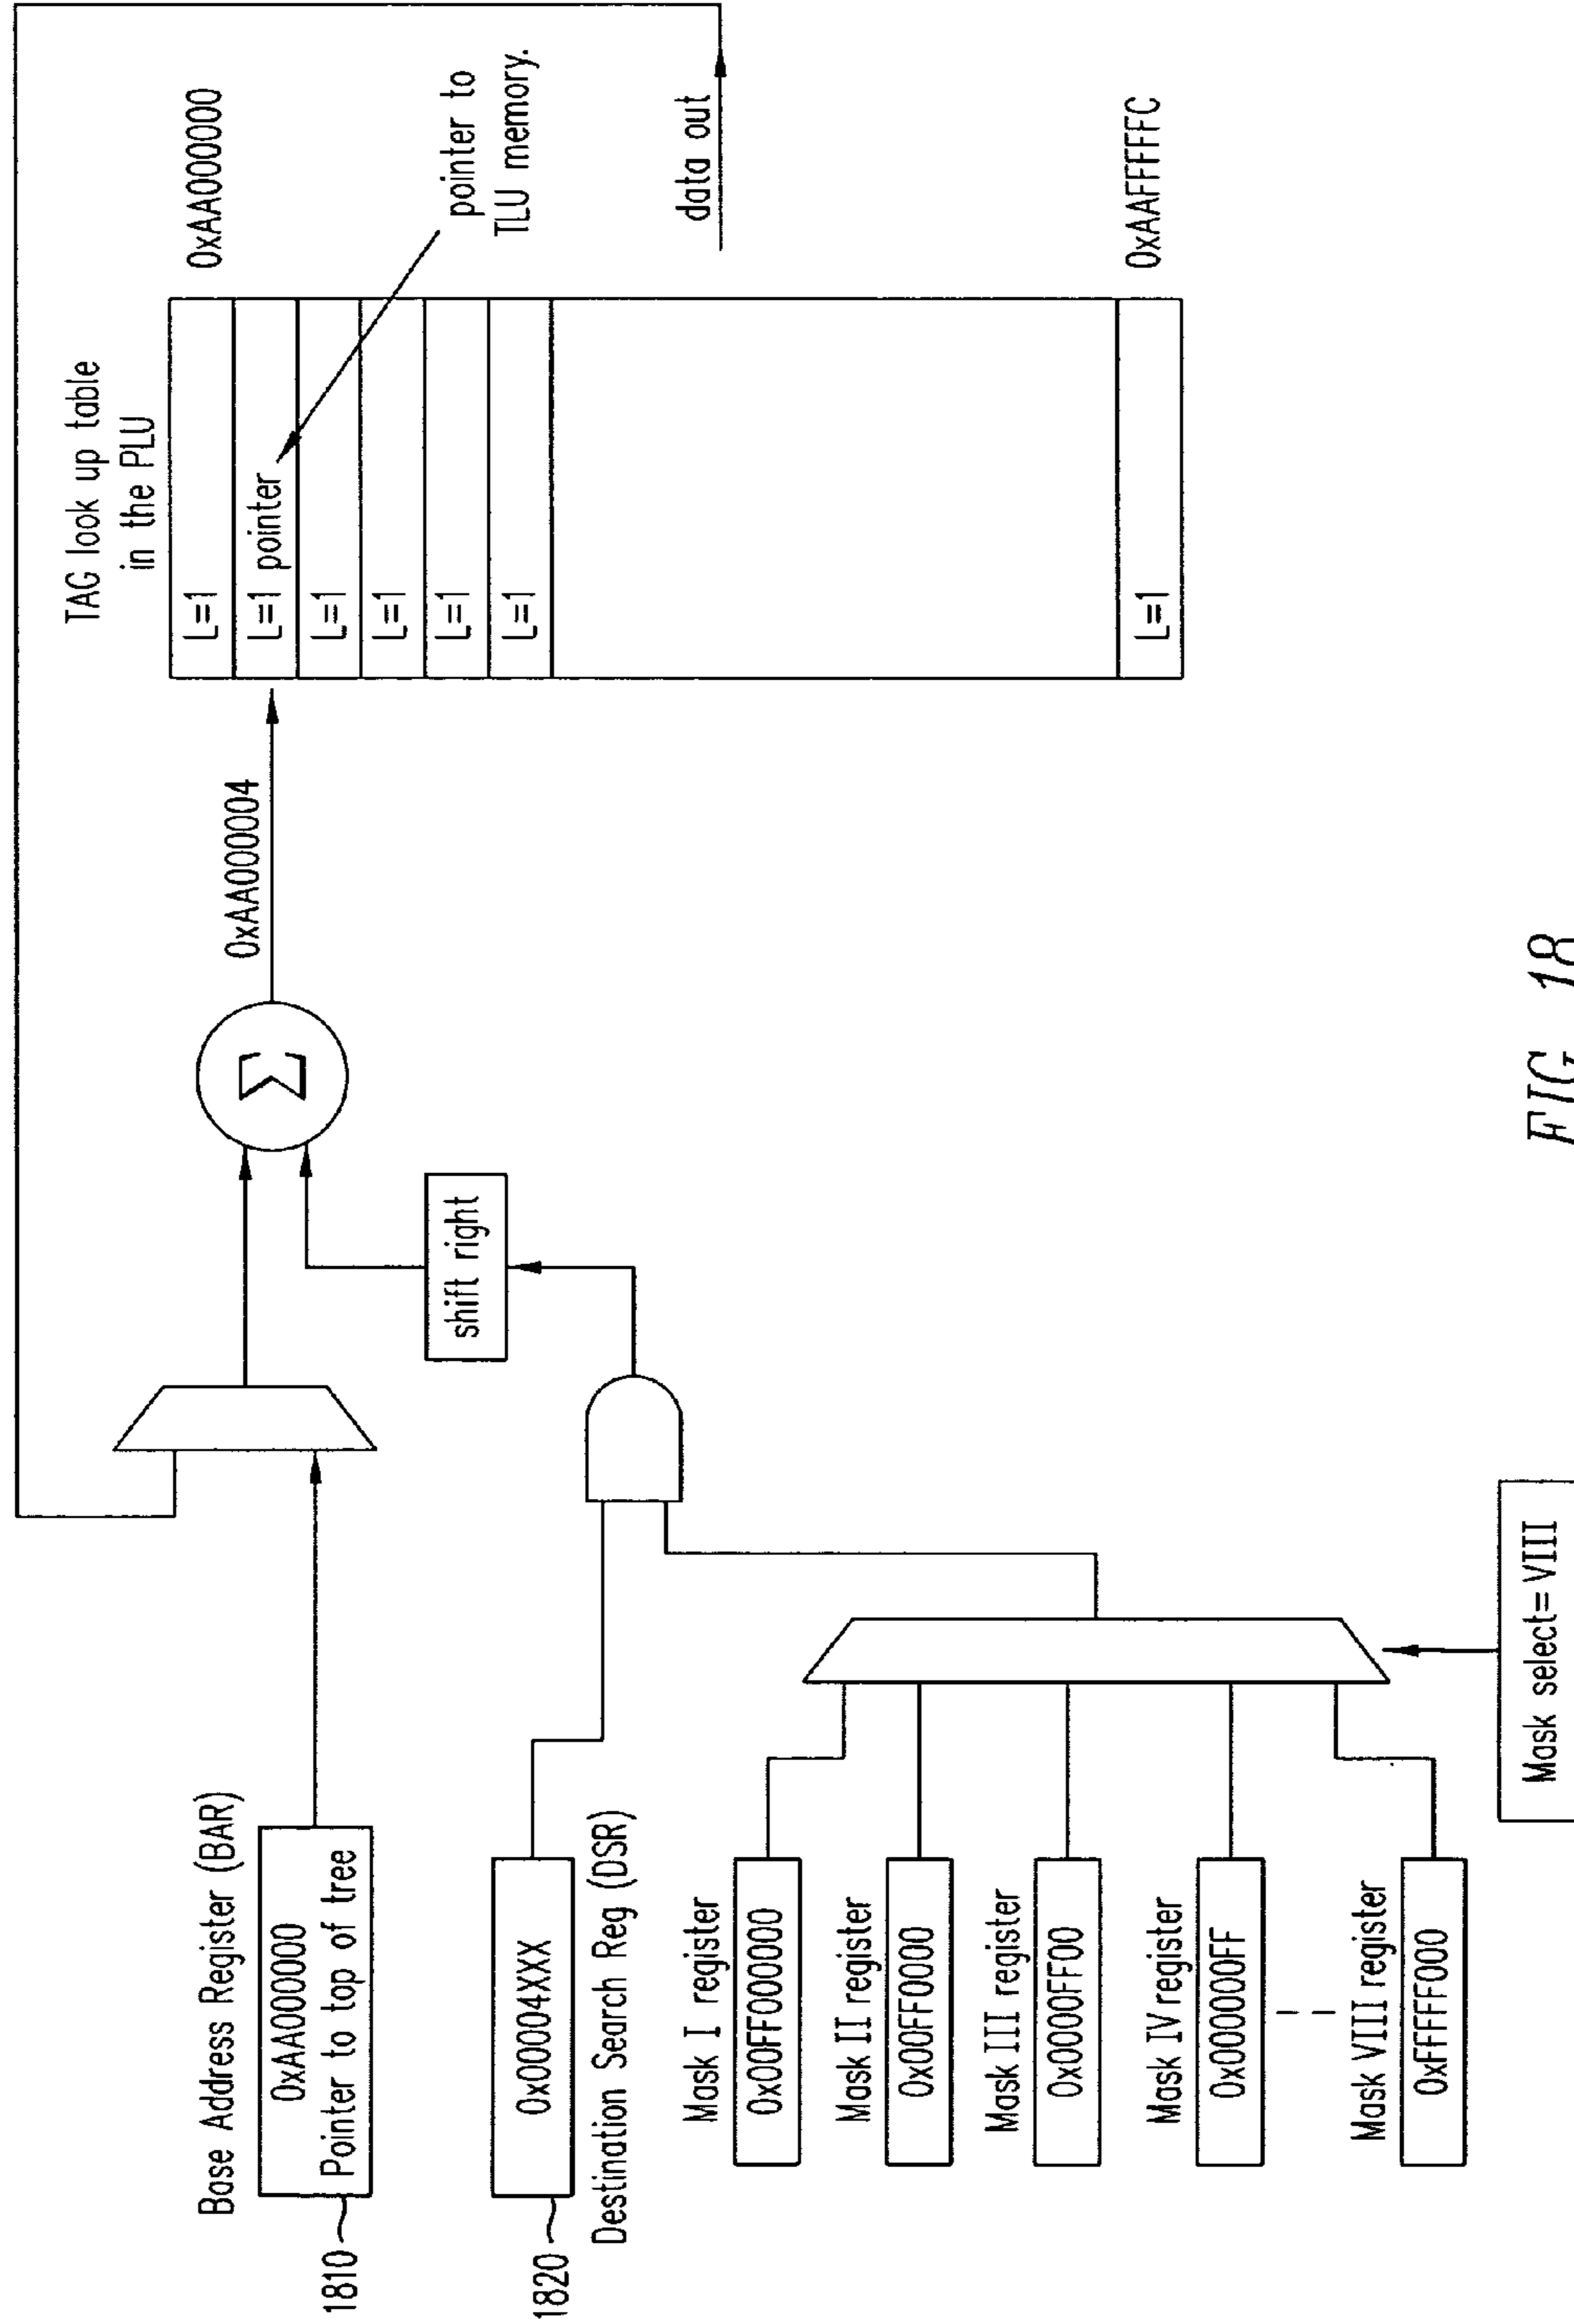 Base Address Register (BAR)
0xAA000000
Pointer to top of tree
1810
0x00004XXX
1820
Destination Search Reg (DSR)
Mask I register
0x00FF000000
Mask II register
0x00FF0000
Mask III register
0x0000FF00
Mask IV register
0x000000FF
Mask VIII register
0xFFFFF000
Mask select= VIII
shift right
Σ
0xAA000004
TAG look up table
in the PLU
L=1
L=1 pointer
L=1
L=1
L=1
L=1
L=1
0xAA000000
pointer to
TLU memory.
data out
0xAAFFFFFC
FIG. 18